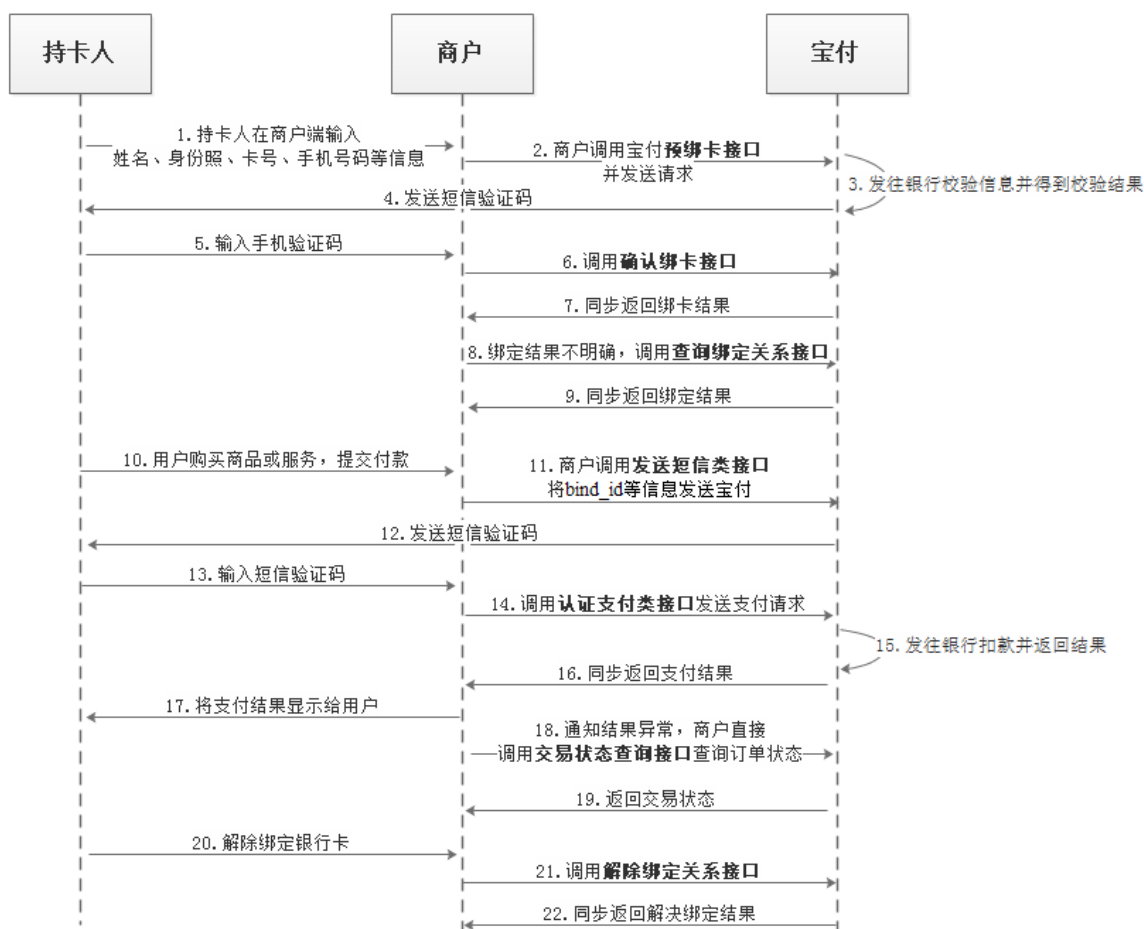 持卡人
商户
宝付
1.持卡人在商户端输入
姓名、身份照、卡号、手机号码等信息
2.商户调用宝付预绑卡接口
并发送请求
3.发往银行校验信息并得到校验结果
4.发送短信验证码
5.输入手机验证码
6.调用确认绑卡接口
7.同步返回绑卡结果
8.绑定结果不明确，调用查询绑定关系接口
9.同步返回绑定结果
10.用户购买商品或服务，提交付款
11.商户调用发送短信类接口
将bind_id等信息发送宝付
12.发送短信验证码
13.输入短信验证码
14.调用认证支付类接口发送支付请求
15.发往银行扣款并返回结果
16.同步返回支付结果
17.将支付结果显示给用户
18.通知结果异常，商户直接
调用交易状态查询接口查询订单状态
19.返回交易状态
20.解除绑定银行卡
21.调用解除绑定关系接口
22.同步返回解决绑定结果